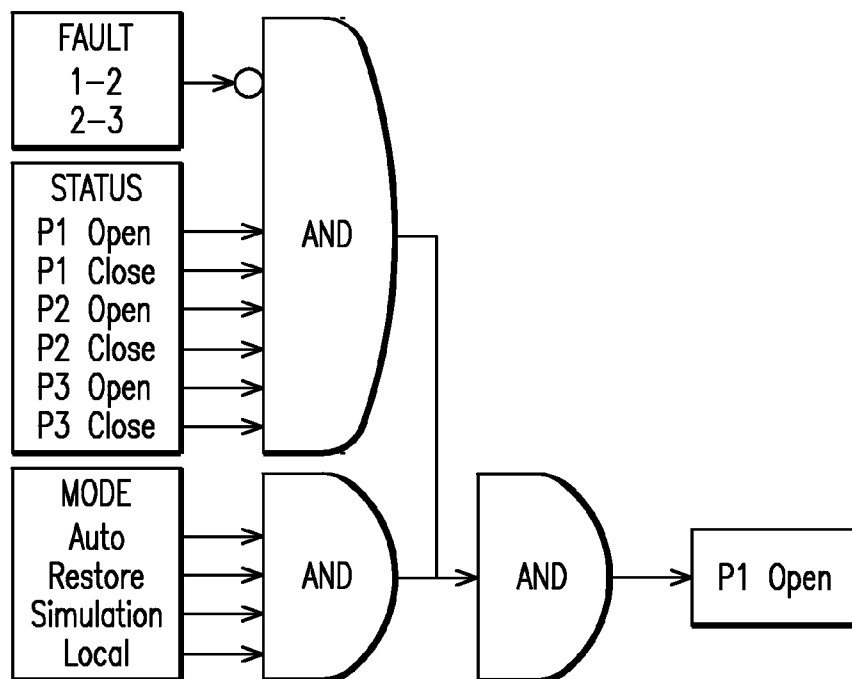 FAULT
1-2
2-3
STATUS
P1 Open
P1 Close
P2 Open
P2 Close
P3 Open
P3 Close
AND
MODE
Auto
Restore
Simulation
Local
AND
AND
P1 Open